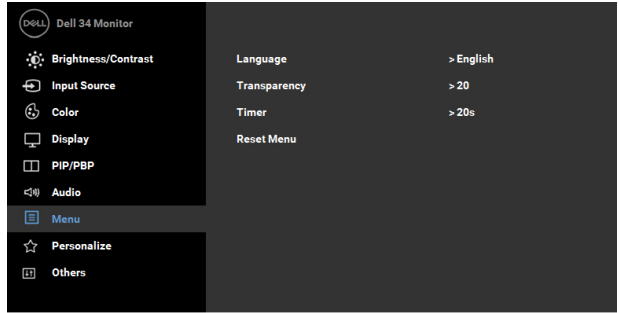 DELL Dell 34 Monitor
Brightness/Contrast
Input Source
Color
Display
PIP/PBP
Audio
Menu
Personalize
Others
Language > English
Transparency > 20
Timer > 20s
Reset Menu